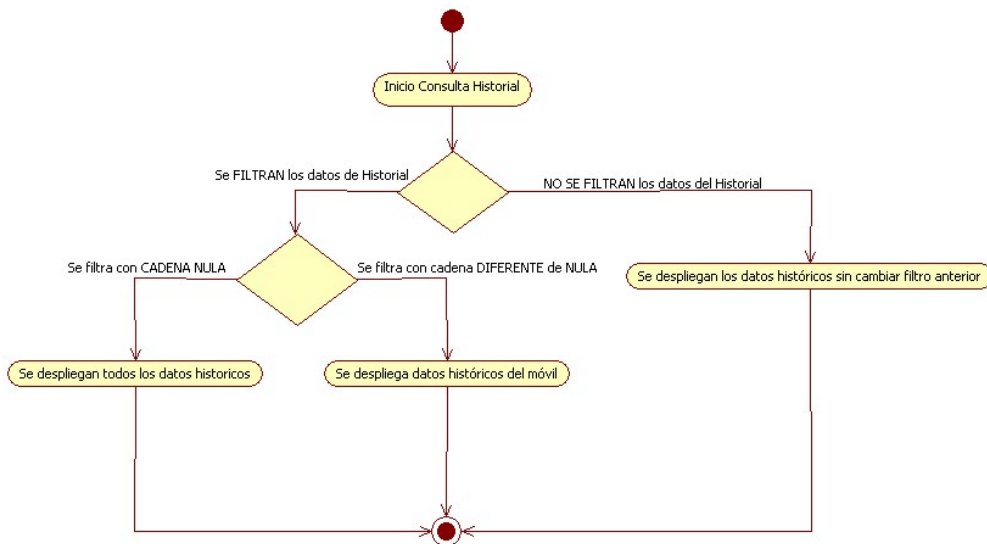 Inicio Consulta Historial
Se FILTRAN los datos de Historial
NO SE FILTRAN los datos del Historial
Se filtra con CADENA NULA
Se filtra con cadena DIFERENTE de NULA
Se despliegan los datos históricos sin cambiar filtro anterior
Se despliegan todos los datos historicos
Se despliega datos históricos del móvil